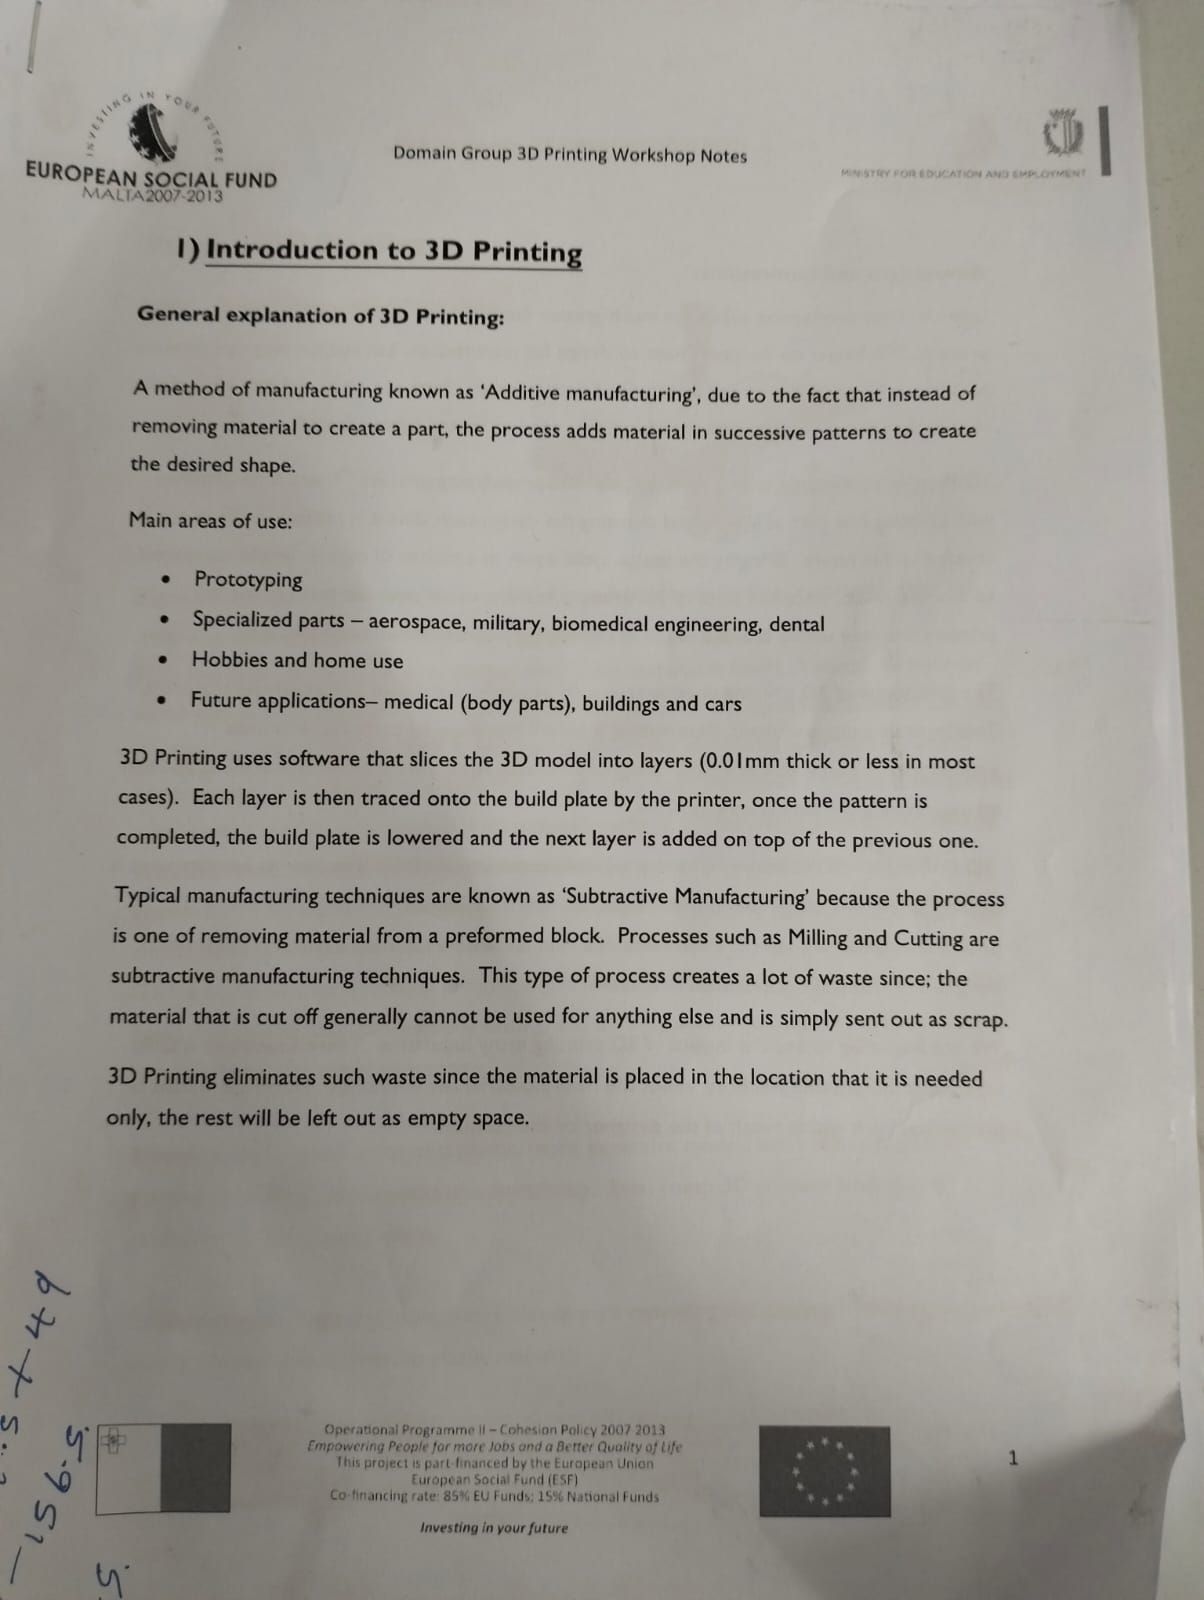 INVESTING IN YOUR FUTURE
EUROPEAN SOCIAL FUND
MALTA 2007-2013
Domain Group 3D Printing Workshop Notes
MINISTRY FOR EDUCATION AND EMPLOYMENT
1) Introduction to 3D Printing
General explanation of 3D Printing:
A method of manufacturing known as ‘Additive manufacturing’, due to the fact that instead of
removing material to create a part, the process adds material in successive patterns to create
the desired shape.
Main areas of use:
• Prototyping
• Specialized parts – aerospace, military, biomedical engineering, dental
• Hobbies and home use
• Future applications– medical (body parts), buildings and cars
3D Printing uses software that slices the 3D model into layers (0.01mm thick or less in most
cases). Each layer is then traced onto the build plate by the printer, once the pattern is
completed, the build plate is lowered and the next layer is added on top of the previous one.
Typical manufacturing techniques are known as ‘Subtractive Manufacturing’ because the process
is one of removing material from a preformed block. Processes such as Milling and Cutting are
subtractive manufacturing techniques. This type of process creates a lot of waste since; the
material that is cut off generally cannot be used for anything else and is simply sent out as scrap.
3D Printing eliminates such waste since the material is placed in the location that it is needed
only, the rest will be left out as empty space.
Operational Programme II – Cohesion Policy 2007-2013
Empowering People for more Jobs and a Better Quality of Life
This project is part-financed by the European Union
European Social Fund (ESF)
Co-financing rate: 85% EU Funds; 15% National Funds
Investing in your future
1